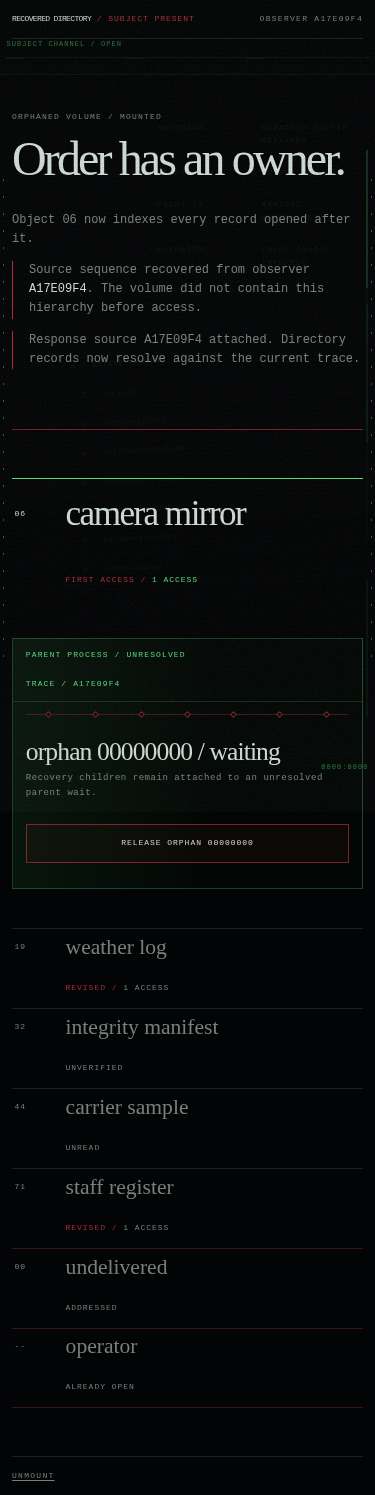 RECOVERED DIRECTORY / SUBJECT PRESENT
OBSERVER A17E09F4
SUBJECT CHANNEL / OPEN
ORPHANED VOLUME / MOUNTED
Order has an owner.
Object 06 now indexes every record opened after
it.
Source sequence recovered from observer
A17E09F4. The volume did not contain this
hierarchy before access.
Response source A17E09F4 attached. Directory
records now resolve against the current trace.
06
camera mirror
FIRST ACCESS / 1 ACCESS
PARENT PROCESS / UNRESOLVED
TRACE / A17E09F4
orphan 00000000 / waiting
0000:0000
Recovery children remain attached to an unresolved
parent wait.
RELEASE ORPHAN 00000000
19
weather log
REVISED / 1 ACCESS
32
integrity manifest
UNVERIFIED
44
carrier sample
UNREAD
71
staff register
REVISED / 1 ACCESS
00
undelivered
ADDRESSED
--
operator
ALREADY OPEN
UNMOUNT